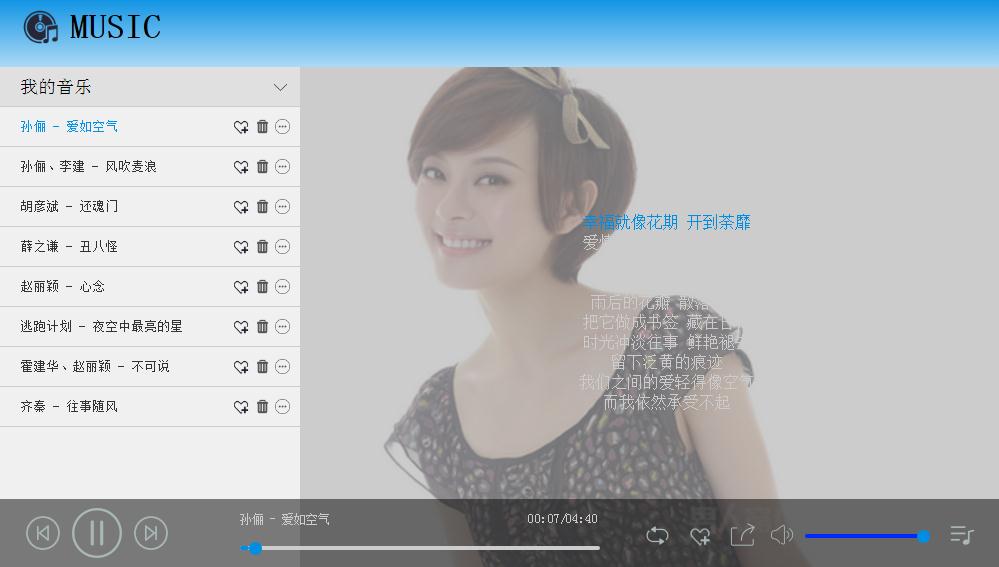 MUSIC
我的音乐
孙俪 - 爱如空气
孙俪、李建 - 风吹麦浪
胡彦斌 - 还魂门
薛之谦 - 丑八怪
赵丽颖 - 心念
逃跑计划 - 夜空中最亮的星
霍建华、赵丽颖 - 不可说
齐秦 - 往事随风
幸福就像花期 开到荼靡
爱情
雨后的花瓣 散落
把它做成书签 藏在日
时光冲淡往事 鲜艳褪
留下泛黄的痕迹
我们之间的爱轻得像空气
而我依然承受不起
孙俪 - 爱如空气
00:07/04:40